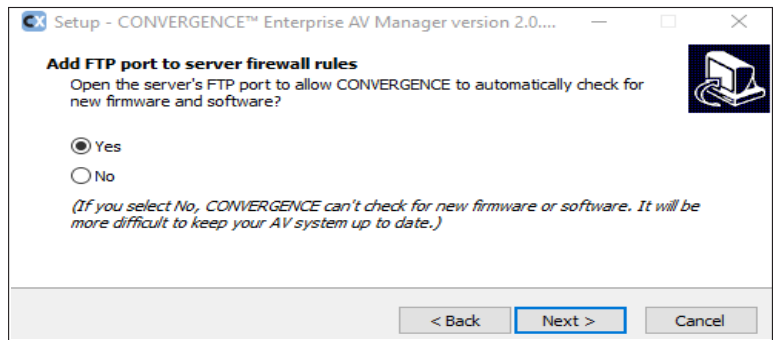 CX Setup - CONVERGENCE™ Enterprise AV Manager version 2.0....
Add FTP port to server firewall rules
Open the server's FTP port to allow CONVERGENCE to automatically check for
new firmware and software?
Yes
No
(If you select No, CONVERGENCE can't check for new firmware or software. It will be
more difficult to keep your AV system up to date.)
< Back Next > Cancel